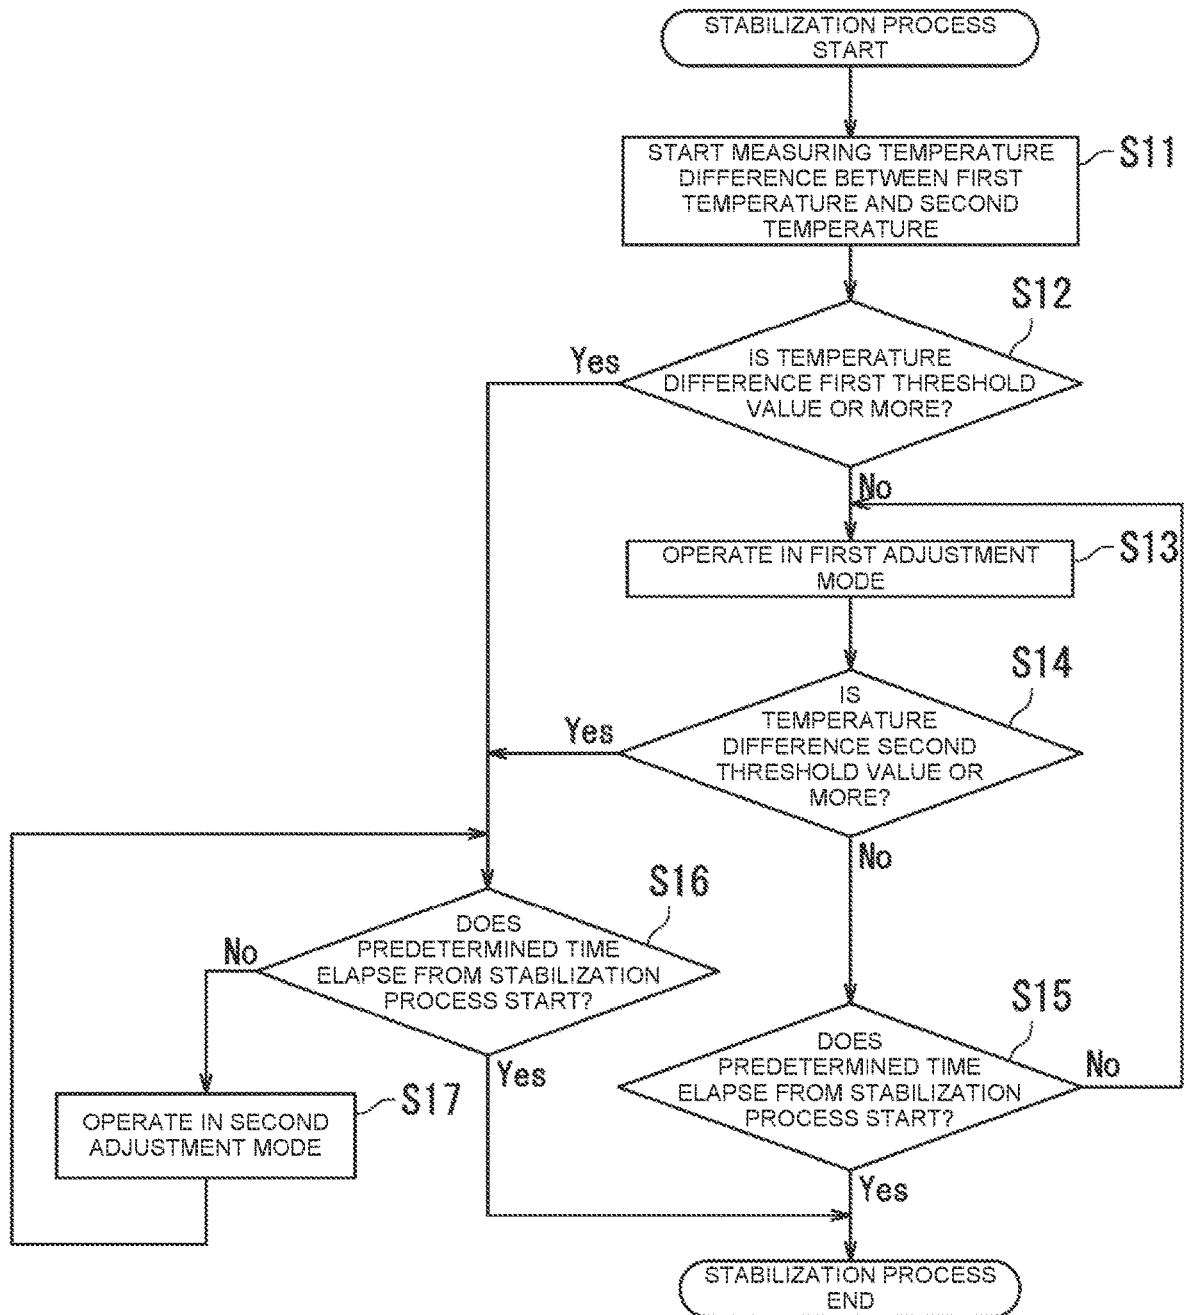 STABILIZATION PROCESS
START
START MEASURING TEMPERATURE
DIFFERENCE BETWEEN FIRST
TEMPERATURE AND SECOND
TEMPERATURE
S11
S12
IS TEMPERATURE
DIFFERENCE FIRST THRESHOLD
VALUE OR MORE?
Yes
No
OPERATE IN FIRST ADJUSTMENT
MODE
S13
S14
IS
TEMPERATURE
DIFFERENCE SECOND
THRESHOLD VALUE OR
MORE?
Yes
No
S16
DOES
PREDETERMINED TIME
ELAPSE FROM STABILIZATION
PROCESS START?
No
Yes
S15
DOES
PREDETERMINED TIME
ELAPSE FROM STABILIZATION
PROCESS START?
No
Yes
S17
OPERATE IN SECOND
ADJUSTMENT MODE
STABILIZATION PROCESS
END